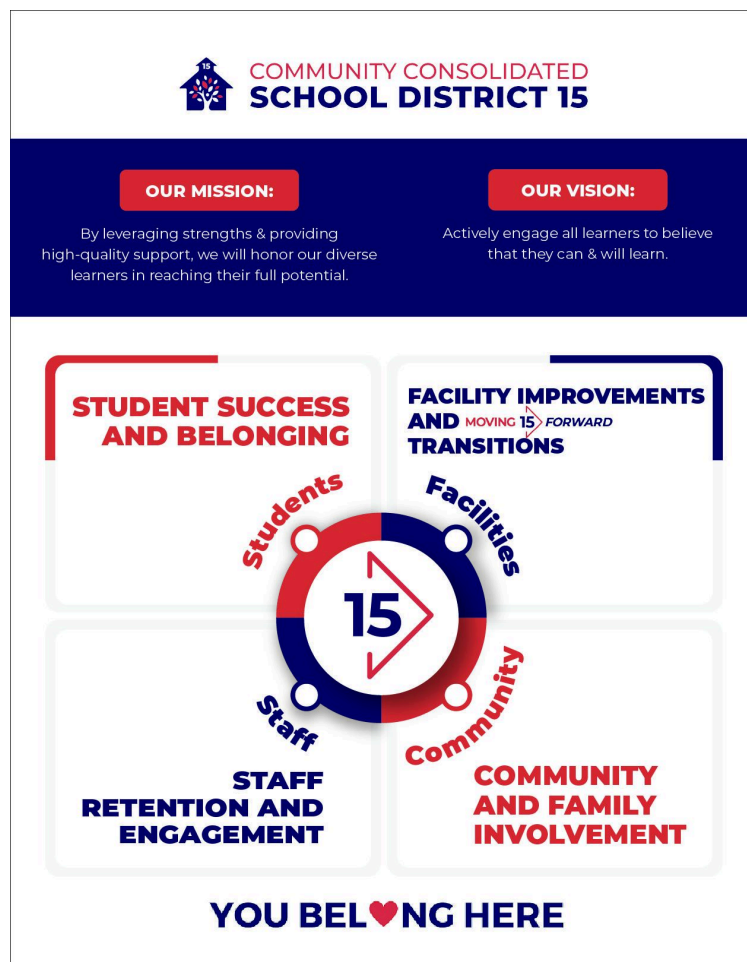 15
COMMUNITY CONSOLIDATED
SCHOOL DISTRICT 15
OUR MISSION:
By leveraging strengths & providing
high-quality support, we will honor our diverse
learners in reaching their full potential.
OUR VISION:
Actively engage all learners to believe
that they can & will learn.
STUDENT SUCCESS
AND BELONGING
FACILITY IMPROVEMENTS
AND MOVING 15 FORWARD
TRANSITIONS
Students
Facilities
15
Staff
Community
STAFF
RETENTION AND
ENGAGEMENT
COMMUNITY
AND FAMILY
INVOLVEMENT
YOU BEL❤NG HERE